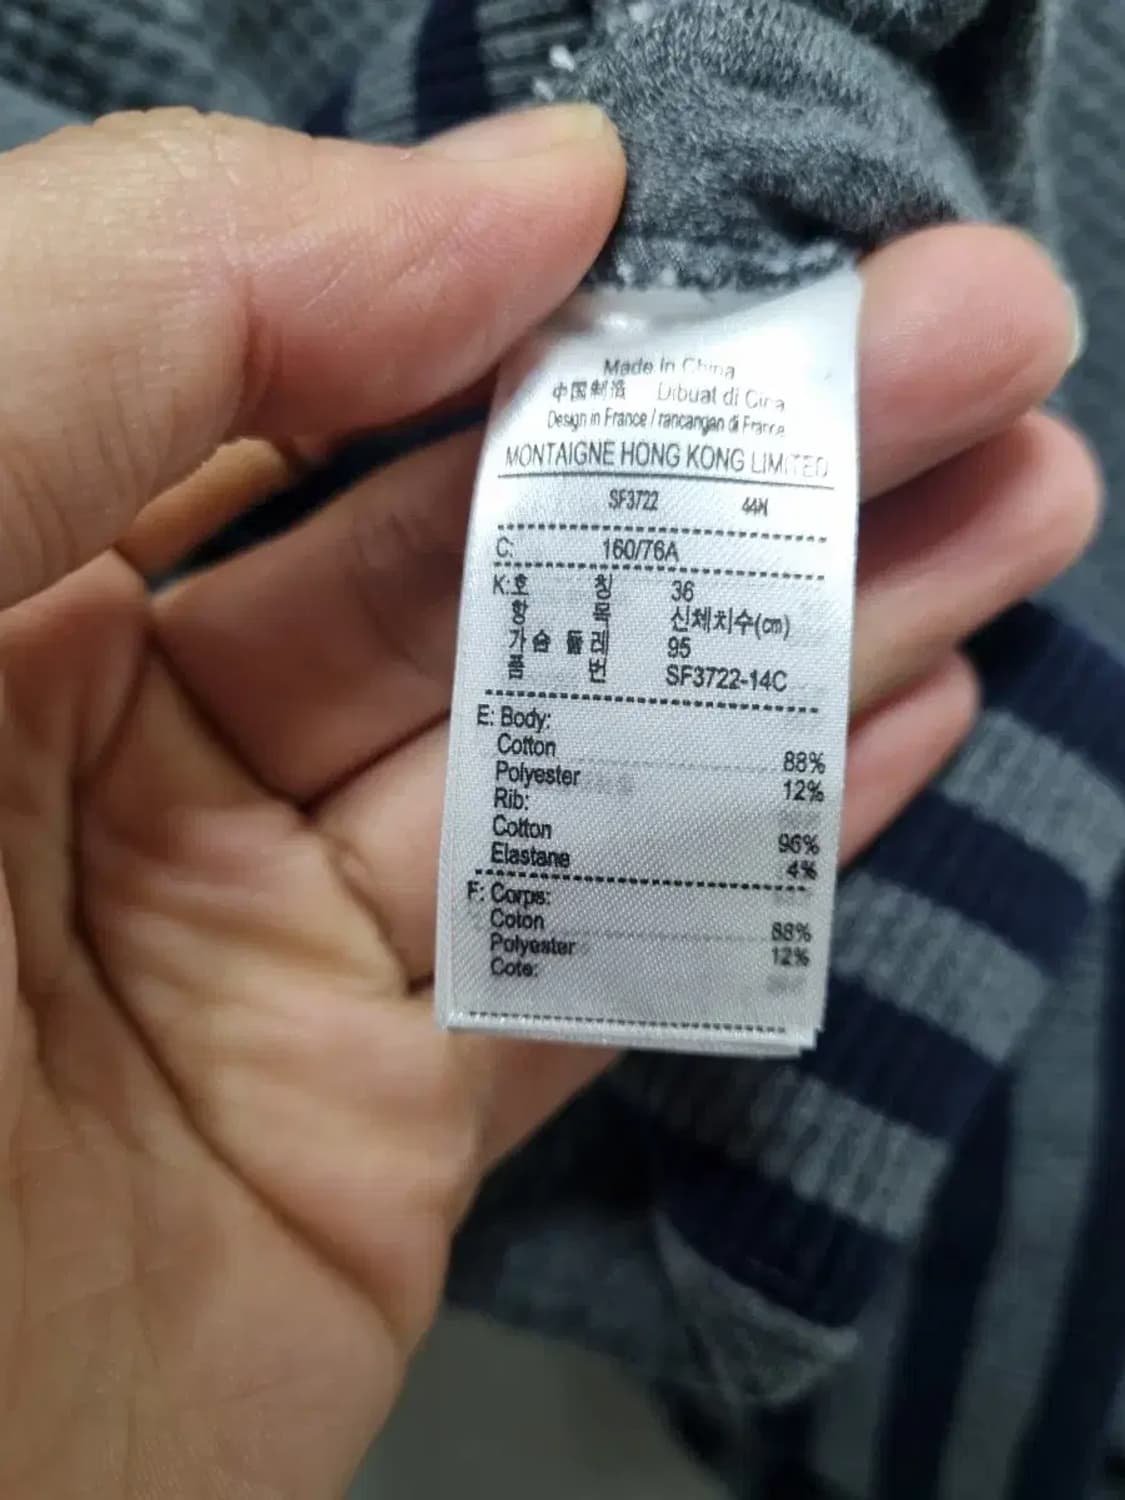 Made in China
中国制造 Dibuat di Cina
Design in France / rancangan di France
MONTAIGNE HONG KONG LIMITED
SF3722 44N
C: 160/76A
K:호 칭 36
항 목 신체치수(cm)
가슴 둘레 95
품 번 SF3722-14C
E: Body:
Cotton 88%
Polyester 12%
Rib:
Cotton 96%
Elastane 4%
F: Corps:
Coton 88%
Polyester 12%
Cote: